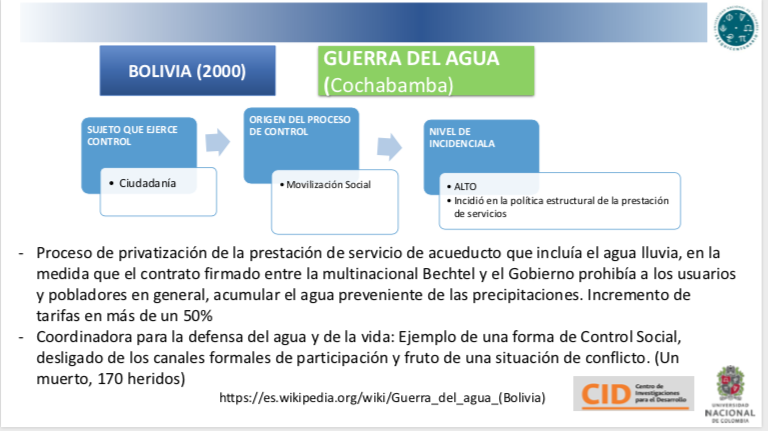 BOLIVIA (2000)
GUERRA DEL AGUA
(Cochabamba)
SUJETO QUE EJERCE
CONTROL
• Ciudadanía
ORIGEN DEL PROCESO
DE CONTROL
• Movilización Social
NIVEL DE
INCIDENCIALA
• ALTO
• Incidió en la política estructural de la prestación
de servicios
- Proceso de privatización de la prestación de servicio de acueducto que incluía el agua lluvia, en la
medida que el contrato firmado entre la multinacional Bechtel y el Gobierno prohibía a los usuarios
y pobladores en general, acumular el agua preveniente de las precipitaciones. Incremento de
tarifas en más de un 50%
- Coordinadora para la defensa del agua y de la vida: Ejemplo de una forma de Control Social,
desligado de los canales formales de participación y fruto de una situación de conflicto. (Un
muerto, 170 heridos)
https://es.wikipedia.org/wiki/Guerra_del_agua_(Bolivia)
CID
Centro de
Investigaciones
para el Desarrollo
UNIVERSIDAD
NACIONAL
DE COLOMBIA